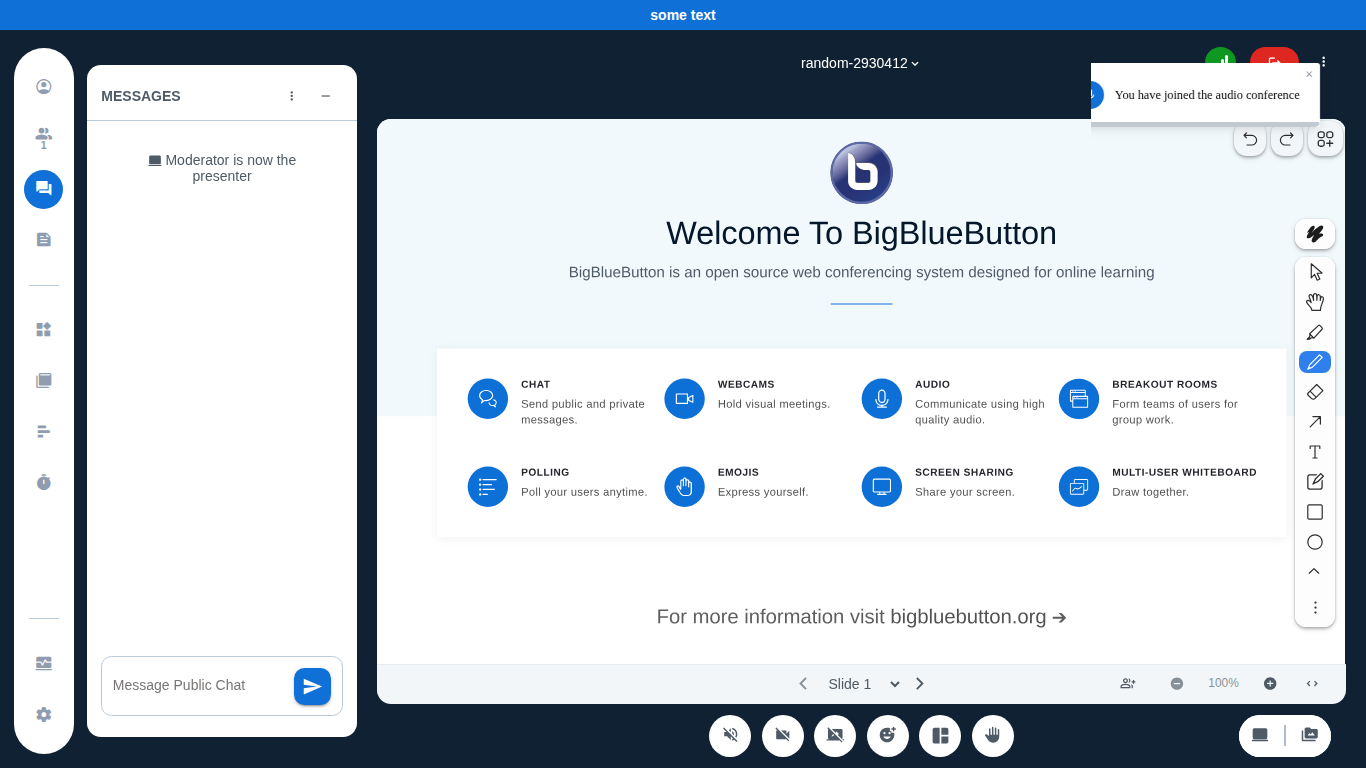 some text
random-2930412
You have joined the audio conference
×
1
MESSAGES
Moderator is now the
presenter
Message Public Chat
Welcome To BigBlueButton
BigBlueButton is an open source web conferencing system designed for online learning
CHAT
Send public and private
messages.
WEBCAMS
Hold visual meetings.
AUDIO
Communicate using high
quality audio.
BREAKOUT ROOMS
Form teams of users for
group work.
POLLING
Poll your users anytime.
EMOJIS
Express yourself.
SCREEN SHARING
Share your screen.
MULTI-USER WHITEBOARD
Draw together.
For more information visit bigbluebutton.org ➔
Slide 1
100%